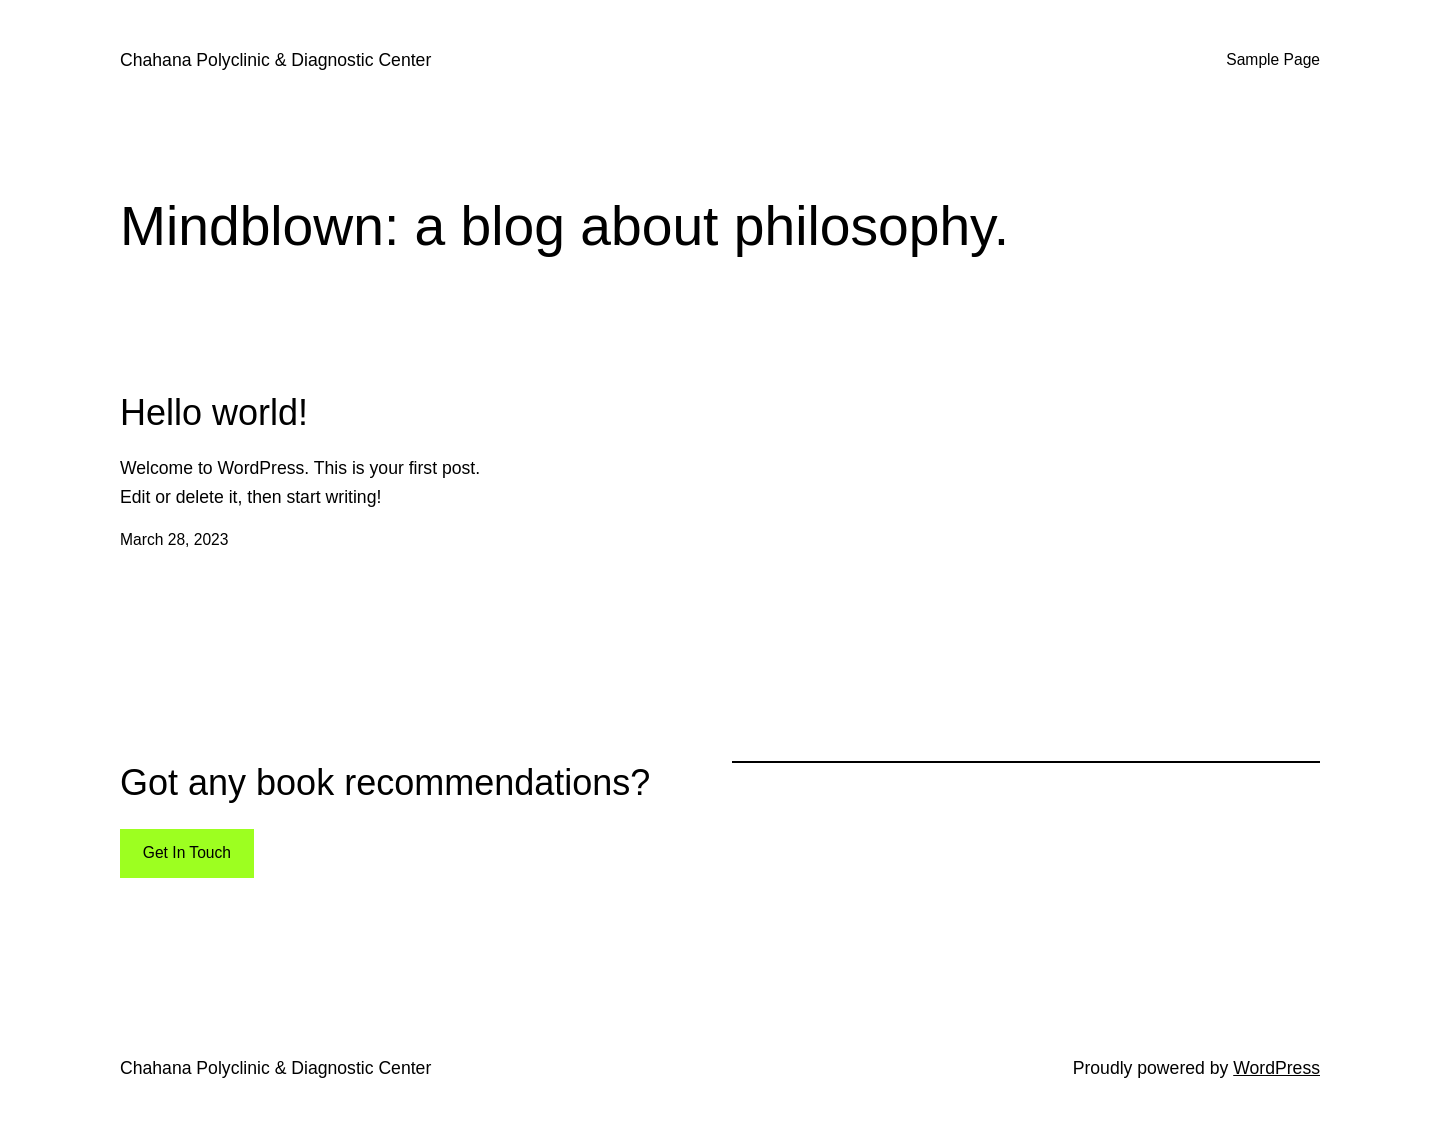 Chahana Polyclinic & Diagnostic Center
Sample Page
Mindblown: a blog about philosophy.
Hello world!
Welcome to WordPress. This is your first post.
Edit or delete it, then start writing!
March 28, 2023
Got any book recommendations?
Get In Touch
Chahana Polyclinic & Diagnostic Center
Proudly powered by WordPress